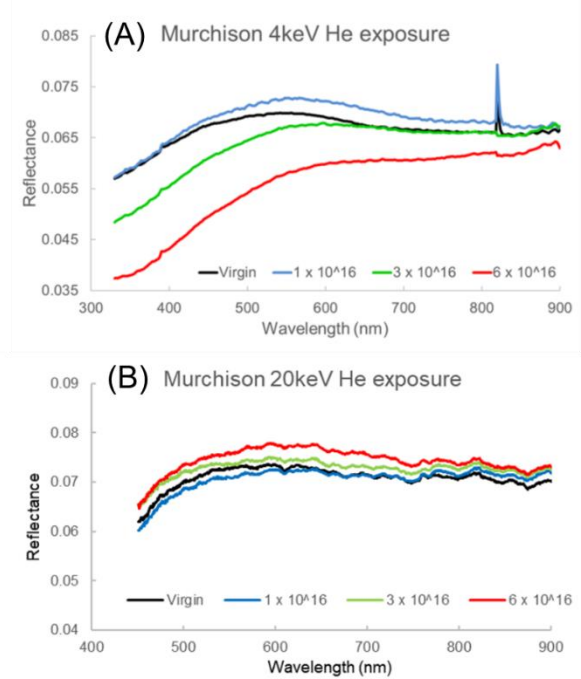 (A) Murchison 4keV He exposure
0.085
0.075
0.065
0.055
0.045
0.035
Reflectance
Virgin 1 x 10^16 3 x 10^16 6 x 10^16
300 400 500 600 700 800 900
Wavelength (nm)
(B) Murchison 20keV He exposure
0.09
0.08
0.07
0.06
0.05
0.04
Reflectance
Virgin 1 x 10^16 3 x 10^16 6 x 10^16
400 500 600 700 800 900
Wavelength (nm)